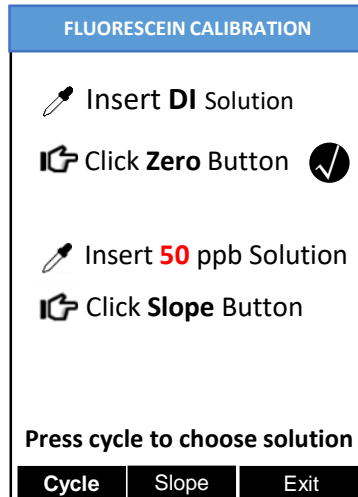 FLUORESCEIN CALIBRATION
Insert DI Solution
Click Zero Button
Insert 50 ppb Solution
Click Slope Button
Press cycle to choose solution
Cycle Slope Exit